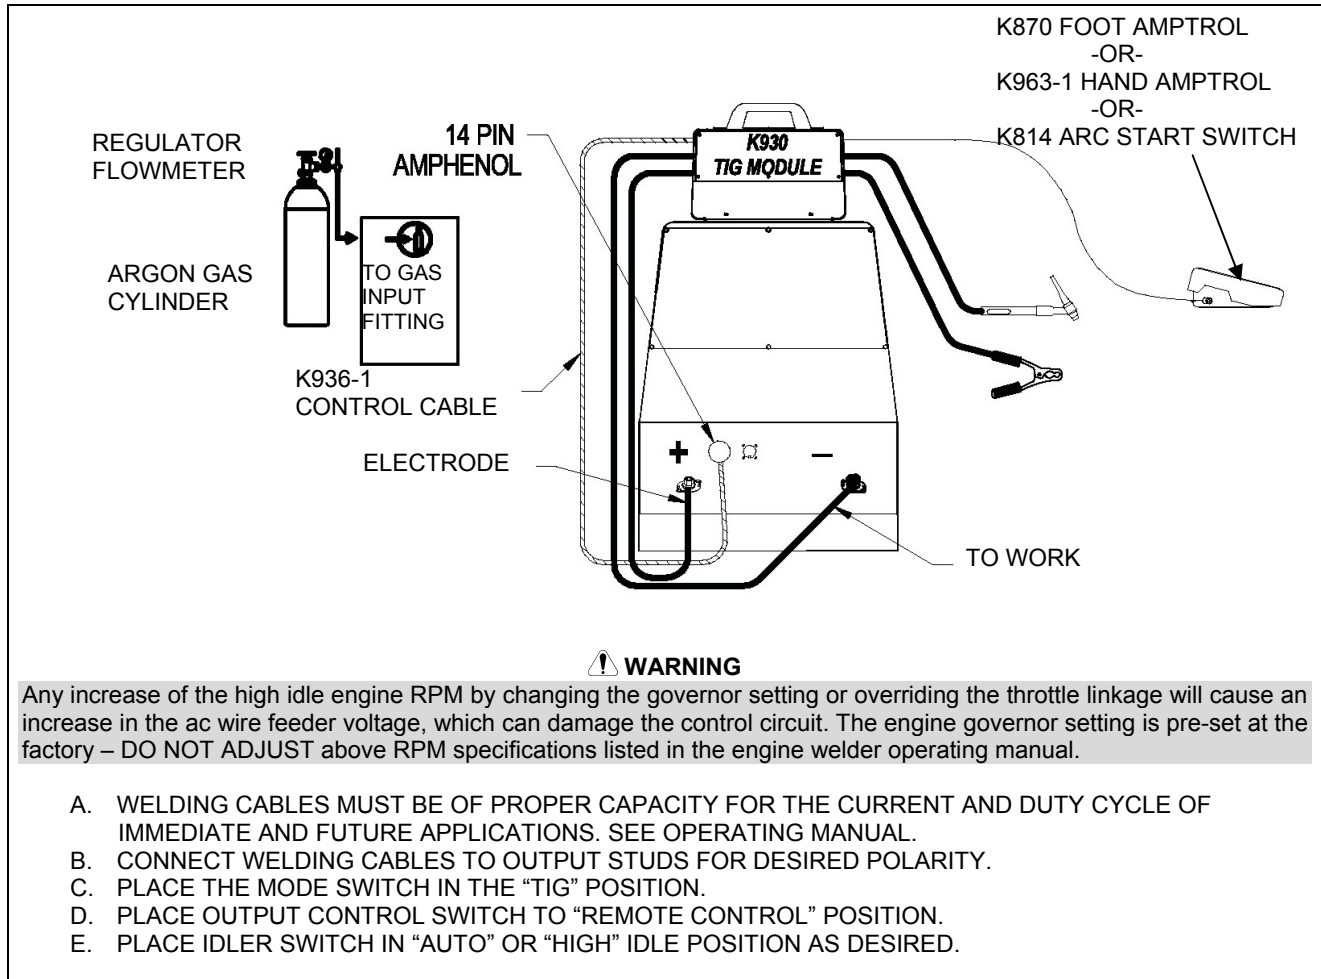 K870 FOOT AMPTROL
-OR-
K963-1 HAND AMPTROL
-OR-
K814 ARC START SWITCH
REGULATOR
FLOWMETER
14 PIN
AMPHENOL
K930
TIG MODULE
ARGON GAS
CYLINDER
TO GAS
INPUT
FITTING
K936-1
CONTROL CABLE
+
–
ELECTRODE
TO WORK
WARNING
Any increase of the high idle engine RPM by changing the governor setting or overriding the throttle linkage will cause an
increase in the ac wire feeder voltage, which can damage the control circuit. The engine governor setting is pre-set at the
factory – DO NOT ADJUST above RPM specifications listed in the engine welder operating manual.
A. WELDING CABLES MUST BE OF PROPER CAPACITY FOR THE CURRENT AND DUTY CYCLE OF
IMMEDIATE AND FUTURE APPLICATIONS. SEE OPERATING MANUAL.
B. CONNECT WELDING CABLES TO OUTPUT STUDS FOR DESIRED POLARITY.
C. PLACE THE MODE SWITCH IN THE “TIG” POSITION.
D. PLACE OUTPUT CONTROL SWITCH TO “REMOTE CONTROL” POSITION.
E. PLACE IDLER SWITCH IN “AUTO” OR “HIGH” IDLE POSITION AS DESIRED.